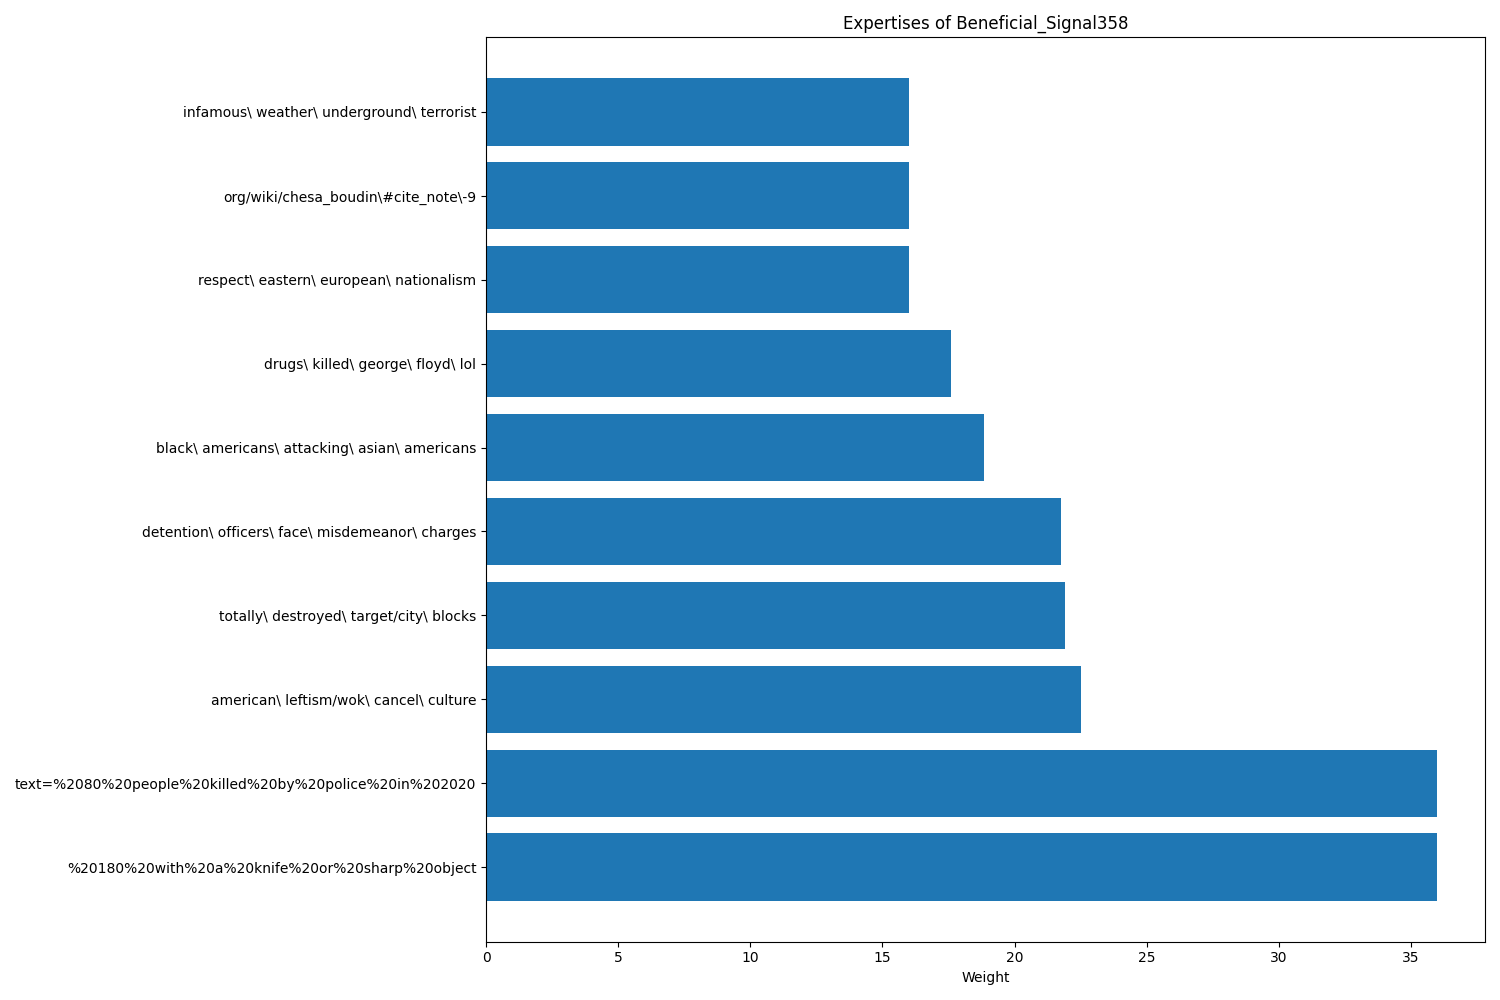 Expertises of Beneficial_Signal358
infamous\ weather\ underground\ terrorist
org/wiki/chesa_boudin\#cite_note\-9
respect\ eastern\ european\ nationalism
drugs\ killed\ george\ floyd\ lol
black\ americans\ attacking\ asian\ americans
detention\ officers\ face\ misdemeanor\ charges
totally\ destroyed\ target/city\ blocks
american\ leftism/wok\ cancel\ culture
text=%2080%20people%20killed%20by%20police%20in%202020
%20180%20with%20a%20knife%20or%20sharp%20object
0 5 10 15 20 25 30 35
Weight